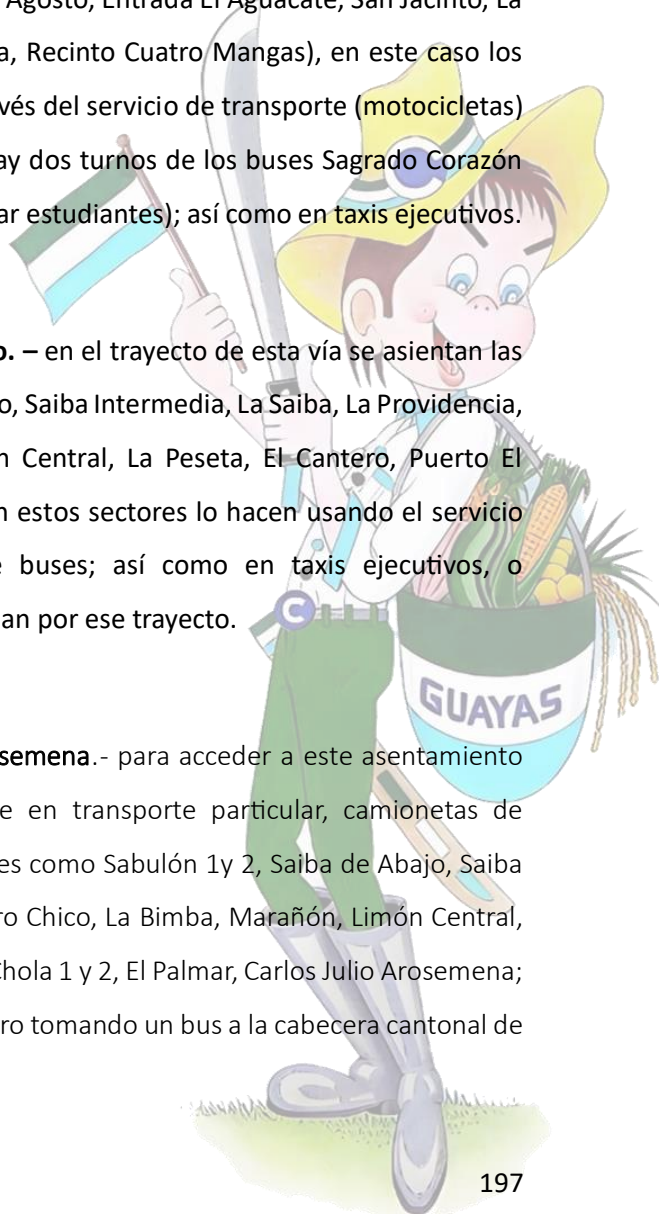 Agosto, Entrada El Aguacate, San Jacinto, La
a, Recinto Cuatro Mangas), en este caso los
vés del servicio de transporte (motocicletas)
ay dos turnos de los buses Sagrado Corazón
ar estudiantes); así como en taxis ejecutivos.
o. – en el trayecto de esta vía se asientan las
o, Saiba Intermedia, La Saiba, La Providencia,
n Central, La Peseta, El Cantero, Puerto El
n estos sectores lo hacen usando el servicio
e buses; así como en taxis ejecutivos, o
an por ese trayecto.
C
C
GUAYAS
semena.- para acceder a este asentamiento
e en transporte particular, camionetas de
es como Sabulón 1y 2, Saiba de Abajo, Saiba
ro Chico, La Bimba, Marañón, Limón Central,
Chola 1 y 2, El Palmar, Carlos Julio Arosemena;
ro tomando un bus a la cabecera cantonal de
197